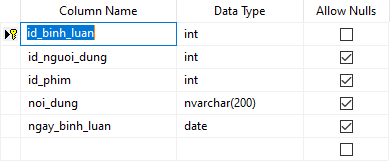 Column Name Data Type Allow Nulls
id_binh_luan int
id_nguoi_dung int
id_phim int
noi_dung nvarchar(200)
ngay_binh_luan date